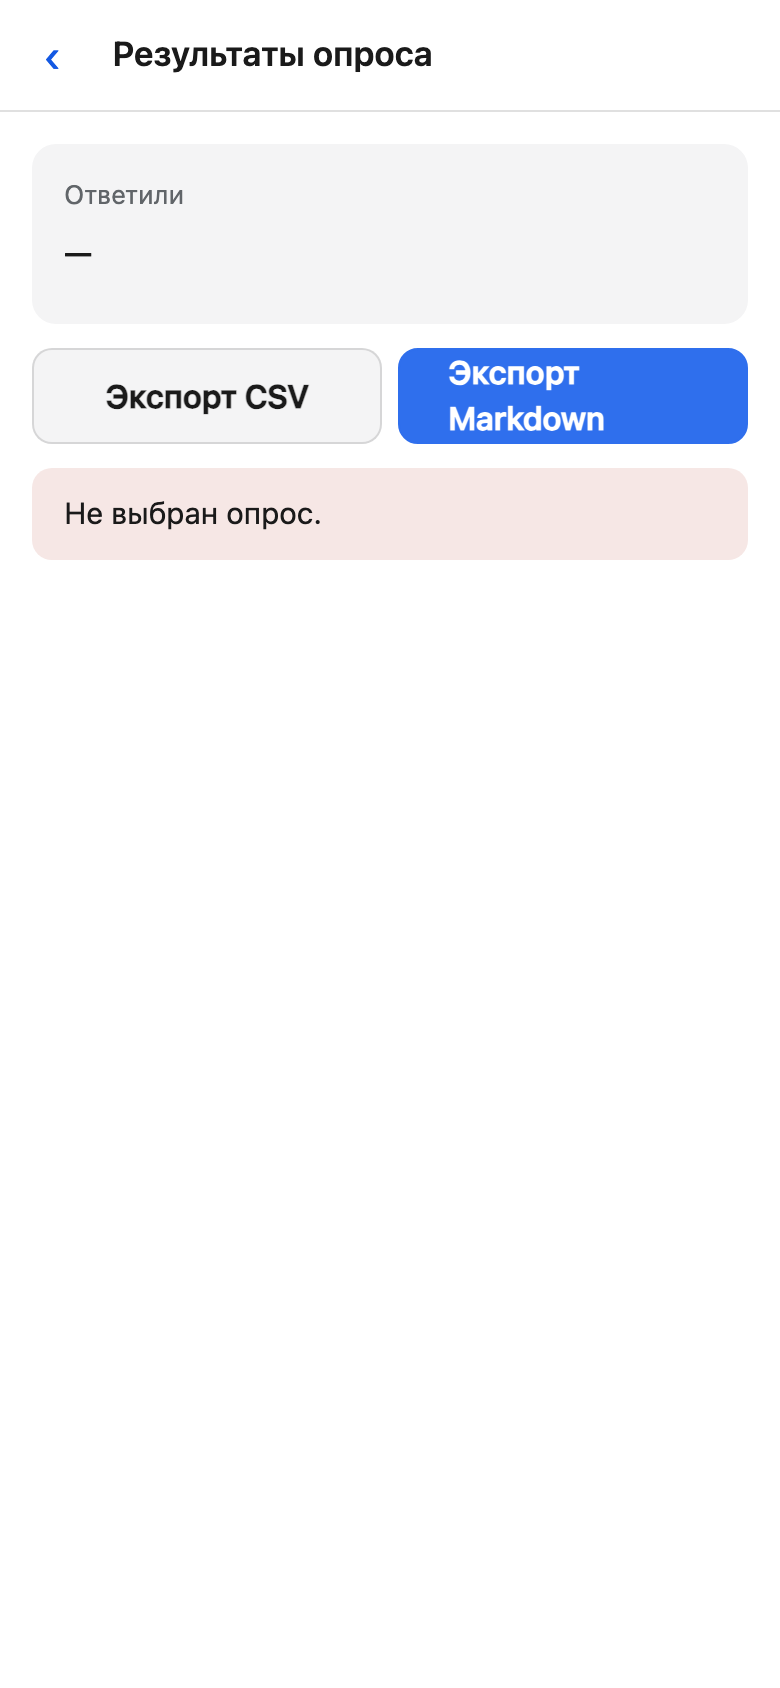 ‹ Результаты опроса
Ответили
—
Экспорт CSV
Экспорт
Markdown
Не выбран опрос.